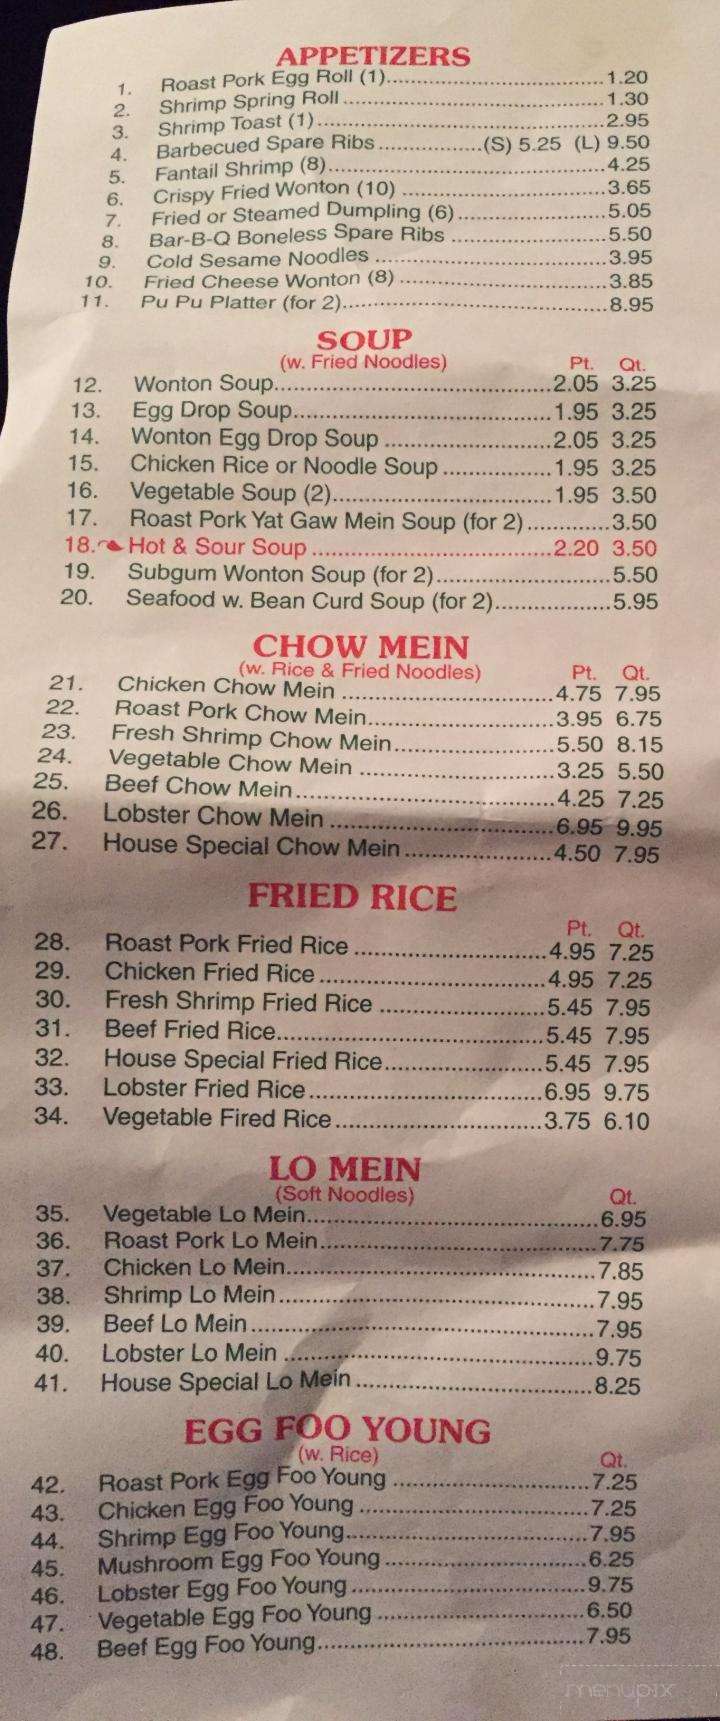 APPETIZERS
1. Roast Pork Egg Roll (1)..........1.20
2. Shrimp Spring Roll..........1.30
3. Shrimp Toast (1)..........2.95
4. Barbecued Spare Ribs..........(S) 5.25 (L) 9.50
5. Fantail Shrimp (8)..........4.25
6. Crispy Fried Wonton (10)..........3.65
7. Fried or Steamed Dumpling (6)..........5.05
8. Bar-B-Q Boneless Spare Ribs..........5.50
9. Cold Sesame Noodles..........3.95
10. Fried Cheese Wonton (8)..........3.85
11. Pu Pu Platter (for 2)..........8.95
SOUP
(w. Fried Noodles) Pt. Qt.
12. Wonton Soup..........2.05 3.25
13. Egg Drop Soup..........1.95 3.25
14. Wonton Egg Drop Soup..........2.05 3.25
15. Chicken Rice or Noodle Soup..........1.95 3.25
16. Vegetable Soup (2)..........1.95 3.50
17. Roast Pork Yat Gaw Mein Soup (for 2)..........3.50
18. Hot & Sour Soup..........2.20 3.50
19. Subgum Wonton Soup (for 2)..........5.50
20. Seafood w. Bean Curd Soup (for 2)..........5.95
CHOW MEIN
(w. Rice & Fried Noodles) Pt. Qt.
21. Chicken Chow Mein..........4.75 7.95
22. Roast Pork Chow Mein..........3.95 6.75
23. Fresh Shrimp Chow Mein..........5.50 8.15
24. Vegetable Chow Mein..........3.25 5.50
25. Beef Chow Mein..........4.25 7.25
26. Lobster Chow Mein..........6.95 9.95
27. House Special Chow Mein..........4.50 7.95
FRIED RICE
Pt. Qt.
28. Roast Pork Fried Rice..........4.95 7.25
29. Chicken Fried Rice..........4.95 7.25
30. Fresh Shrimp Fried Rice..........5.45 7.95
31. Beef Fried Rice..........5.45 7.95
32. House Special Fried Rice..........5.45 7.95
33. Lobster Fried Rice..........6.95 9.75
34. Vegetable Fired Rice..........3.75 6.10
LO MEIN
(Soft Noodles) Qt.
35. Vegetable Lo Mein..........6.95
36. Roast Pork Lo Mein..........7.75
37. Chicken Lo Mein..........7.85
38. Shrimp Lo Mein..........7.95
39. Beef Lo Mein..........7.95
40. Lobster Lo Mein..........9.75
41. House Special Lo Mein..........8.25
EGG FOO YOUNG
(w. Rice) Qt.
42. Roast Pork Egg Foo Young..........7.25
43. Chicken Egg Foo Young..........7.25
44. Shrimp Egg Foo Young..........7.95
45. Mushroom Egg Foo Young..........6.25
46. Lobster Egg Foo Young..........9.75
47. Vegetable Egg Foo Young..........6.50
48. Beef Egg Foo Young..........7.95
menupix